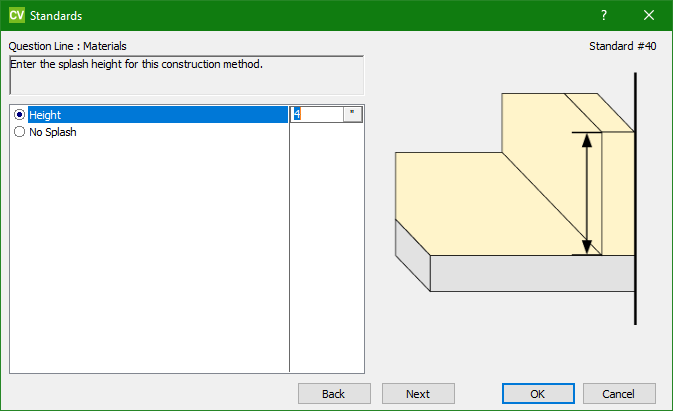 CV Standards ?
Question Line : Materials
Standard #40
Enter the splash height for this construction method.
Height 4 "
No Splash
Back Next OK Cancel